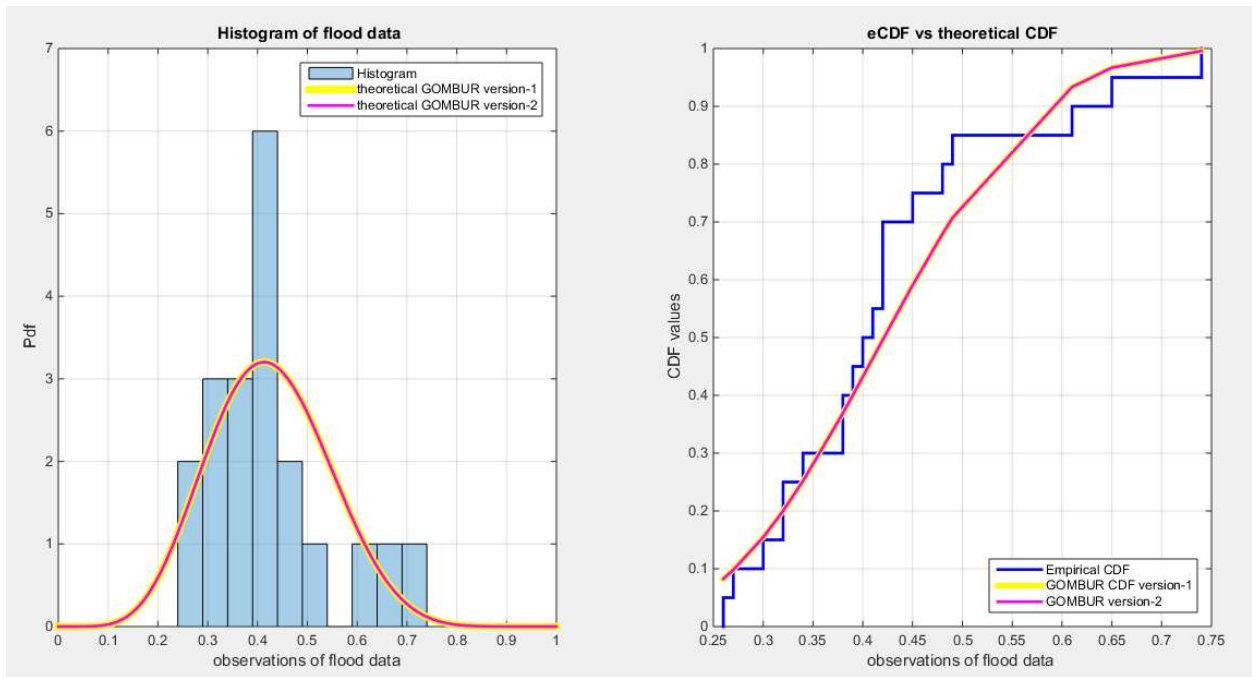 Histogram of flood data
7
6
5
4
3
2
1
0
Pdf
Histogram
theoretical GOMBUR version-1
theoretical GOMBUR version-2
0 0.1 0.2 0.3 0.4 0.5 0.6 0.7 0.8 0.9 1
observations of flood data
eCDF vs theoretical CDF
1
0.9
0.8
0.7
0.6
0.5
0.4
0.3
0.2
0.1
0
CDF values
Empirical CDF
GOMBUR CDF version-1
GOMBUR version-2
0.25 0.3 0.35 0.4 0.45 0.5 0.55 0.6 0.65 0.7 0.75
observations of flood data